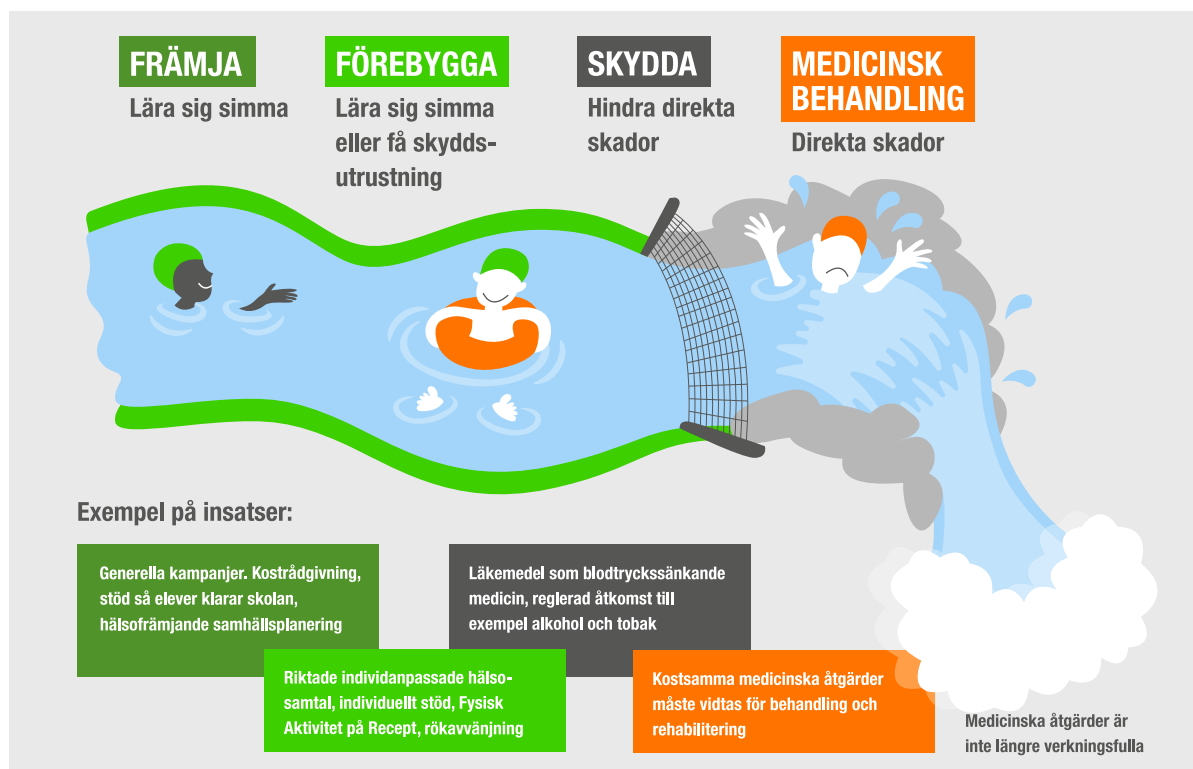 FRÄMJA
Lära sig simma
FÖREBYGGA
Lära sig simma
eller få skydds-
utrustning
SKYDDA
Hindra direkta
skador
MEDICINSK
BEHANDLING
Direkta skador
Exempel på insatser:
Generella kampanjer. Kostrådgivning,
stöd så elever klarar skolan,
hälsofrämjande samhällsplanering
Riktade individanpassade hälso-
samtal, individuellt stöd, Fysisk
Aktivitet på Recept, rökavvänjning
Läkemedel som blodtryckssänkande
medicin, reglerad åtkomst till
exempel alkohol och tobak
Kostsamma medicinska åtgärder
måste vidtas för behandling och
rehabilitering
Medicinska åtgärder är
inte längre verkningsfulla